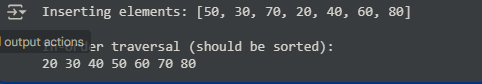 Inserting elements: [50, 30, 70, 20, 40, 60, 80]
output actions
order traversal (should be sorted):
20 30 40 50 60 70 80